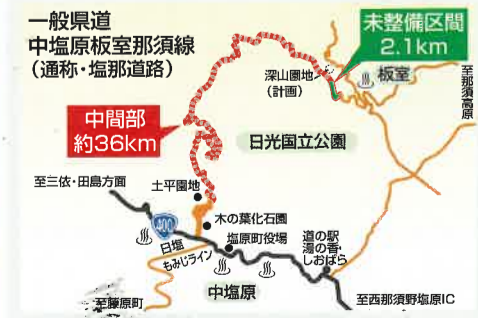 一般県道
中塩原板室那須線
(通称・塩那道路)
未整備区間
2.1km
深山園地
(計画)
板室
至那須高原
中間部
約36km
日光国立公園
至三依・田島方面
土平園地
400
木の葉化石園
日塩
もみじライン
塩原町役場
道の駅
湯の香・
しおばら
中塩原
至藤原町
至西那須野塩原IC